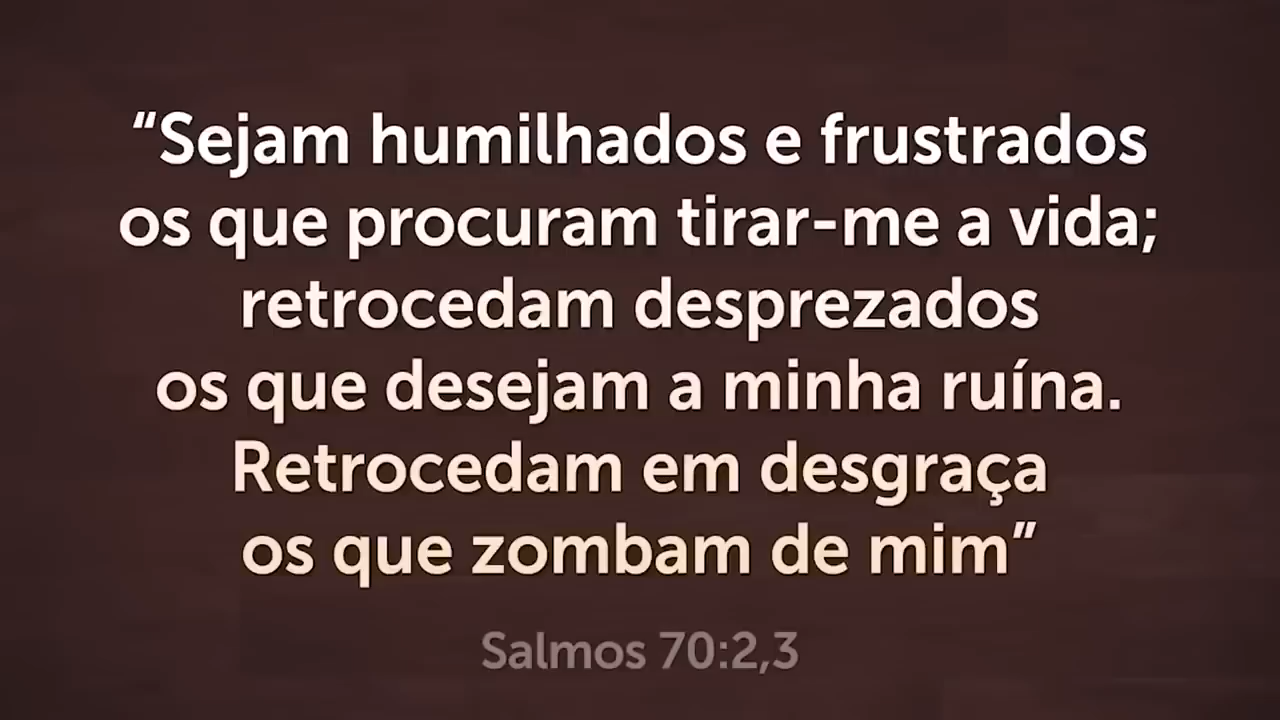 “Sejam humilhados e frustrados
os que procuram tirar-me a vida;
retrocedam desprezados
os que desejam a minha ruína.
Retrocedam em desgraça
os que zombam de mim”
Salmos 70:2,3